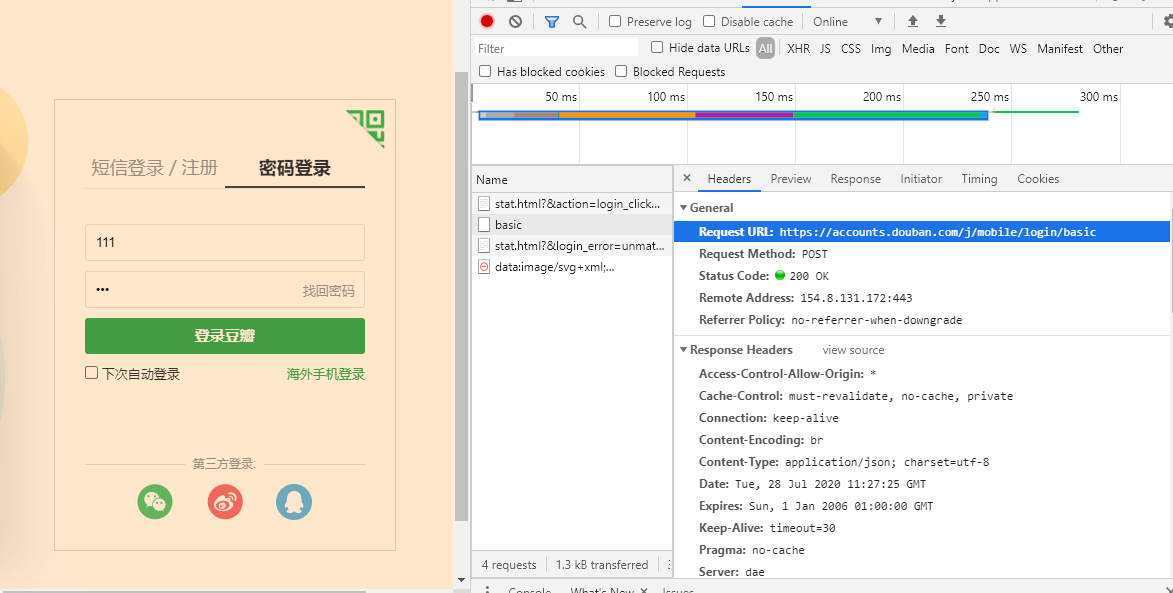 短信登录 / 注册 密码登录
111
••• 找回密码
登录豆瓣
下次自动登录 海外手机登录
第三方登录:
Preserve log Disable cache Online
Filter Hide data URLs All XHR JS CSS Img Media Font Doc WS Manifest Other
Has blocked cookies Blocked Requests
50 ms 100 ms 150 ms 200 ms 250 ms 300 ms
Name
stat.html?&action=login_click...
basic
stat.html?&login_error=unmat...
data:image/svg+xml;...
4 requests 1.3 kB transferred
× Headers Preview Response Initiator Timing Cookies
General
Request URL: https://accounts.douban.com/j/mobile/login/basic
Request Method: POST
Status Code: 200 OK
Remote Address: 154.8.131.172:443
Referrer Policy: no-referrer-when-downgrade
Response Headers view source
Access-Control-Allow-Origin: *
Cache-Control: must-revalidate, no-cache, private
Connection: keep-alive
Content-Encoding: br
Content-Type: application/json; charset=utf-8
Date: Tue, 28 Jul 2020 11:27:25 GMT
Expires: Sun, 1 Jan 2006 01:00:00 GMT
Keep-Alive: timeout=30
Pragma: no-cache
Server: dae
Console What's New × Issues